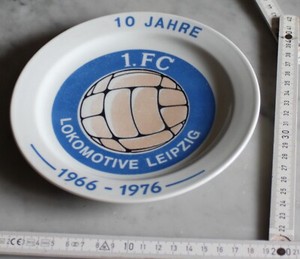 10 JAHRE
1.FC
LOKOMOTIVE LEIPZIG
1966 - 1976